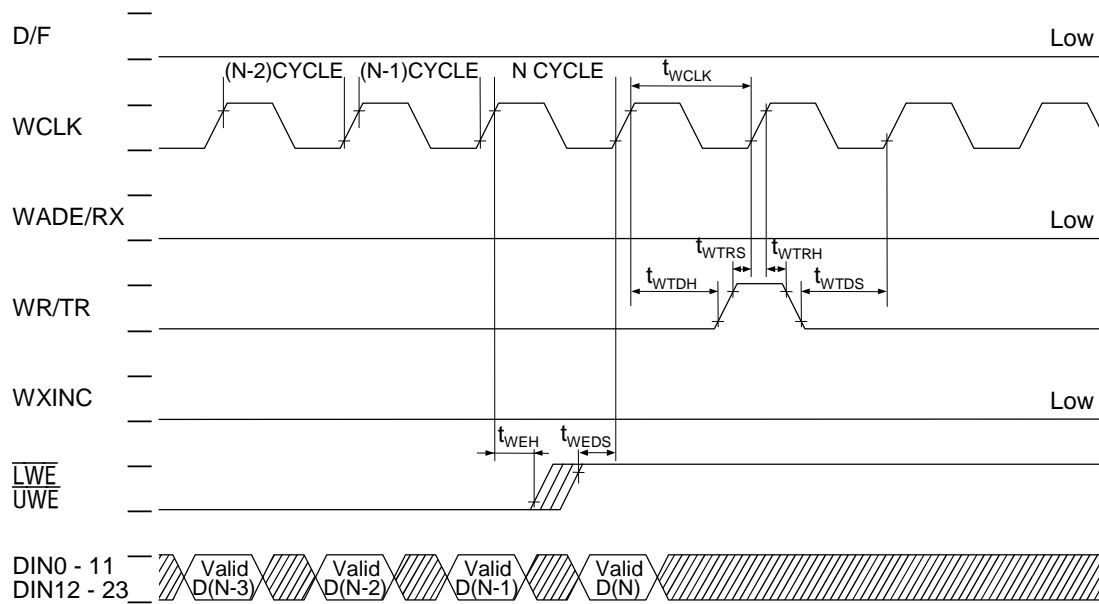 D/F
Low
(N-2)CYCLE
(N-1)CYCLE
N CYCLE
tWCLK
WCLK
WADE/RX
Low
tWTRS
tWTRH
tWTDH
tWTDS
WR/TR
WXINC
Low
tWEH
tWEDS
LWE
UWE
DIN0 - 11
DIN12 - 23
Valid
D(N-3)
Valid
D(N-2)
Valid
D(N-1)
Valid
D(N)